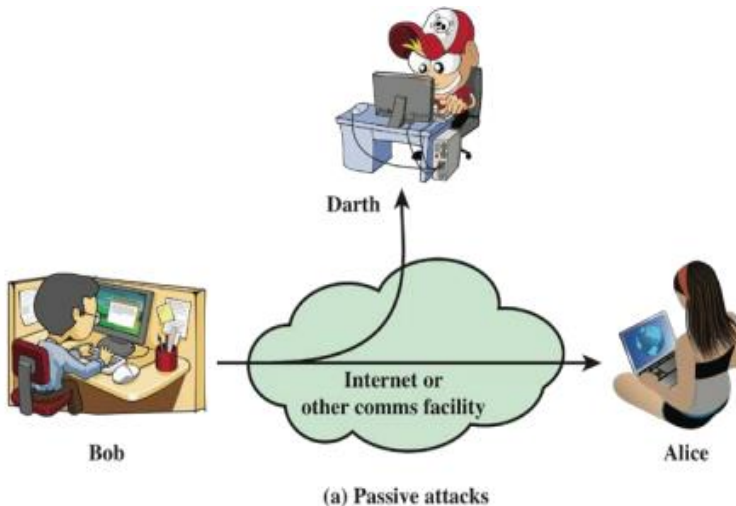 Darth
Internet or
other comms facility
Bob
Alice
(a) Passive attacks